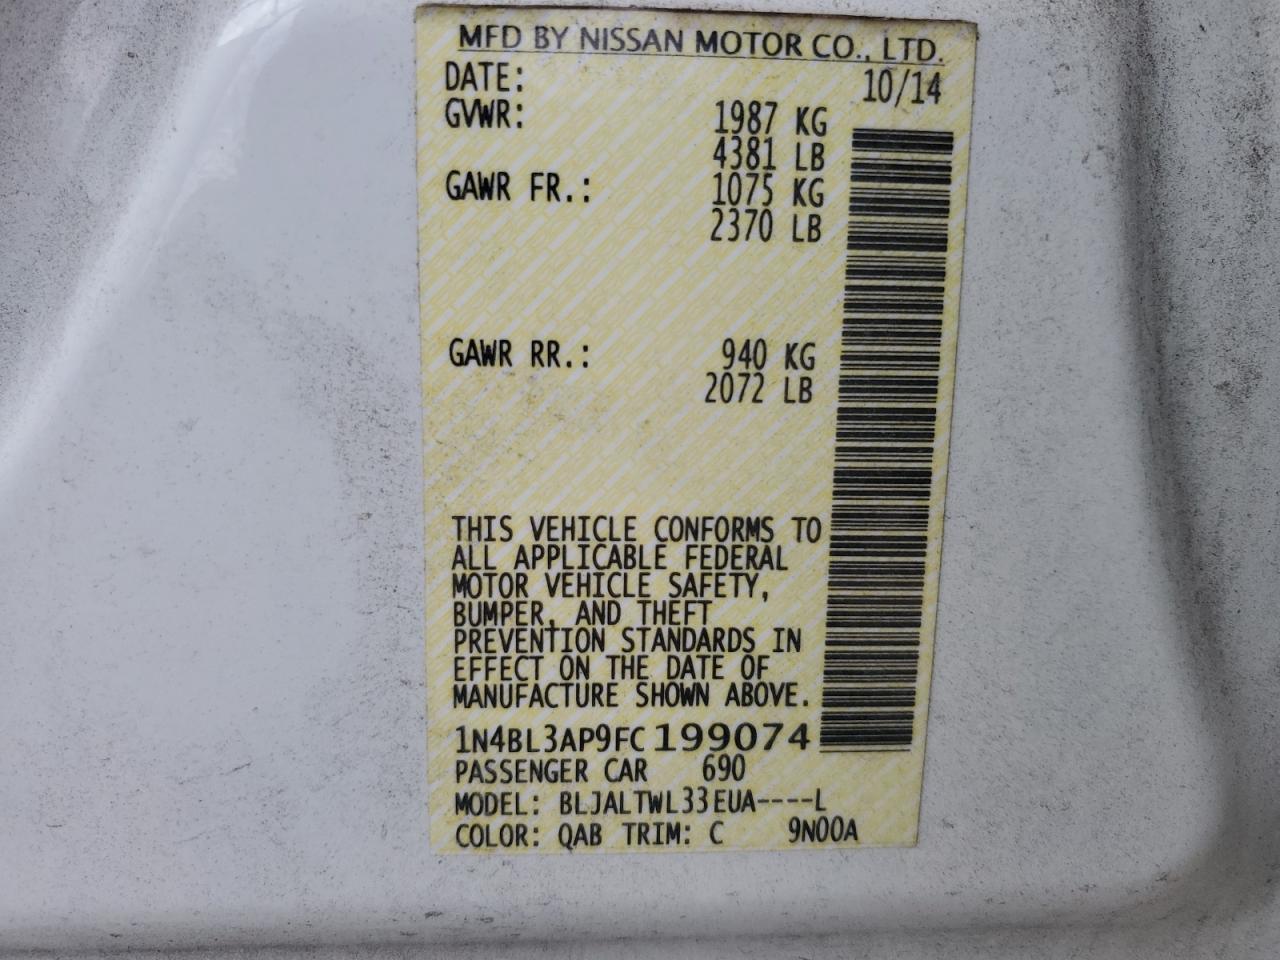 MFD BY NISSAN MOTOR CO., LTD.
DATE: 10/14
GVWR: 1987 KG
4381 LB
GAWR FR.: 1075 KG
2370 LB
GAWR RR.: 940 KG
2072 LB
THIS VEHICLE CONFORMS TO
ALL APPLICABLE FEDERAL
MOTOR VEHICLE SAFETY,
BUMPER, AND THEFT
PREVENTION STANDARDS IN
EFFECT ON THE DATE OF
MANUFACTURE SHOWN ABOVE.
1N4BL3AP9FC199074
PASSENGER CAR 690
MODEL: BLJALTWL33EUA----L
COLOR: QAB TRIM: C 9N00A